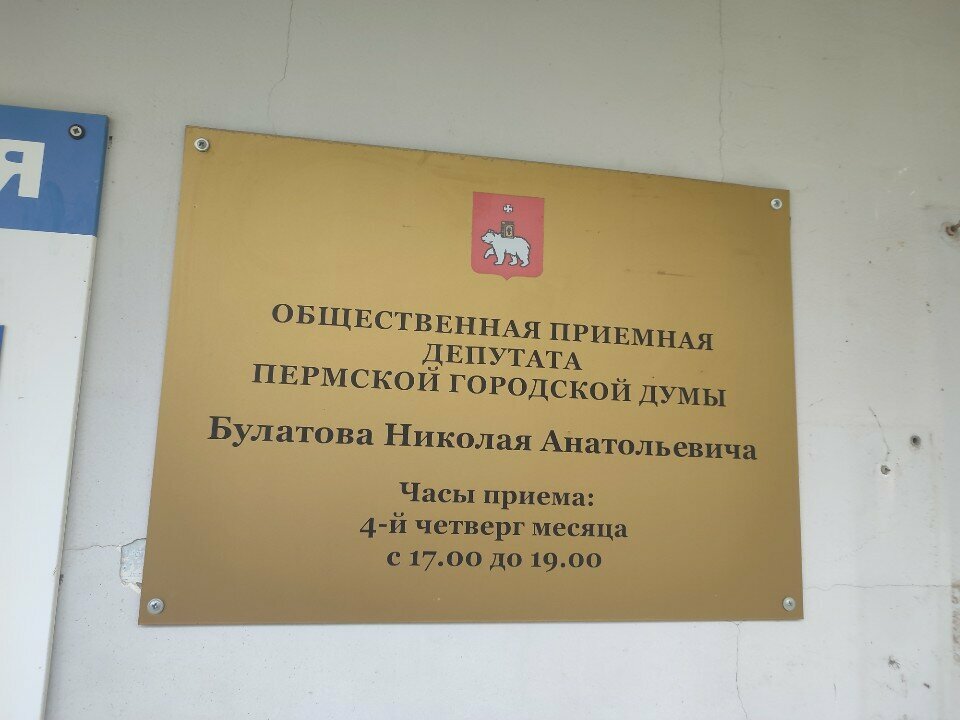 Я
ОБЩЕСТВЕННАЯ ПРИЕМНАЯ
ДЕПУТАТА
ПЕРМСКОЙ ГОРОДСКОЙ ДУМЫ
Булатова Николая Анатольевича
Часы приема:
4-й четверг месяца
с 17.00 до 19.00